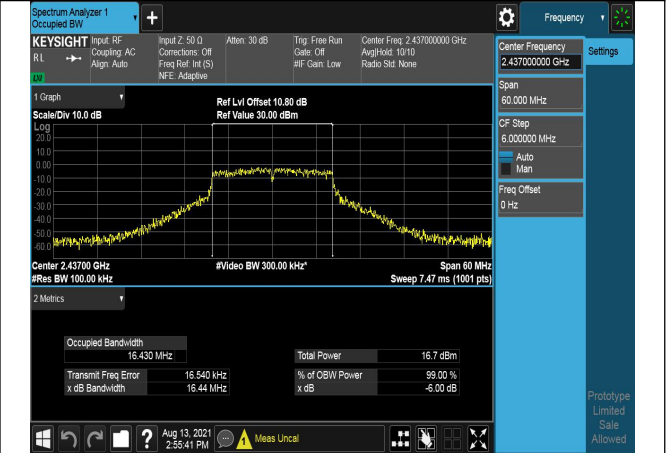 Spectrum Analyzer 1
Occupied BW
+
Frequency
KEYSIGHT
R L
LXI
Input: RF
Coupling: AC
Align: Auto
Input Z: 50 Ω
Corrections: Off
Freq Ref: Int (S)
NFE: Adaptive
Atten: 30 dB
Trig: Free Run
Gate: Off
#IF Gain: Low
Center Freq: 2.437000000 GHz
Avg|Hold: 10/10
Radio Std: None
Center Frequency
2.437000000 GHz
Settings
Span
60.000 MHz
CF Step
6.000000 MHz
Auto
Man
Freq Offset
0 Hz
1 Graph
Scale/Div 10.0 dB
Ref Lvl Offset 10.80 dB
Ref Value 30.00 dBm
Log
20.0
10.0
0.00
-10.0
-20.0
-30.0
-40.0
-50.0
-60.0
Center 2.43700 GHz
#Video BW 300.00 kHz*
Span 60 MHz
#Res BW 100.00 kHz
Sweep 7.47 ms (1001 pts)
2 Metrics
Occupied Bandwidth
16.430 MHz
Total Power 16.7 dBm
Transmit Freq Error 16.540 kHz
% of OBW Power 99.00 %
x dB Bandwidth 16.44 MHz
x dB -6.00 dB
Prototype
Limited
Sale
Allowed
?
Aug 13, 2021
2:55:41 PM
Meas Uncal